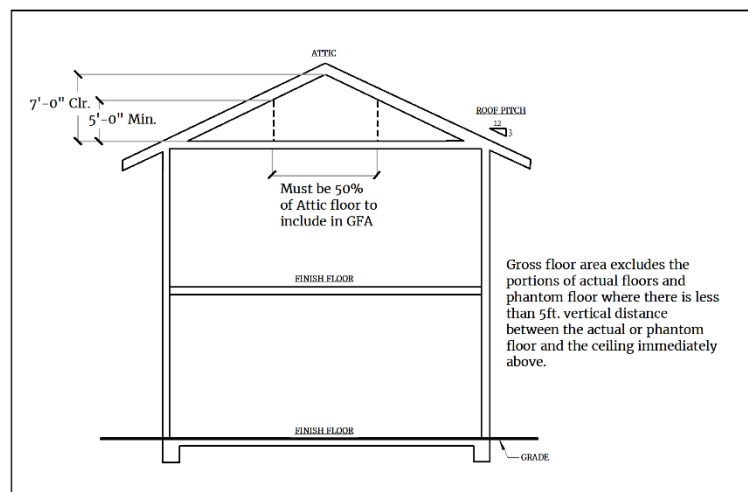 ATTIC
7'-0" Clr.
5'-0" Min.
ROOF PITCH
12
3
Must be 50%
of Attic floor to
include in GFA
Gross floor area excludes the
portions of actual floors and
phantom floor where there is less
than 5ft. vertical distance
between the actual or phantom
floor and the ceiling immediately
above.
FINISH FLOOR
FINISH FLOOR
GRADE